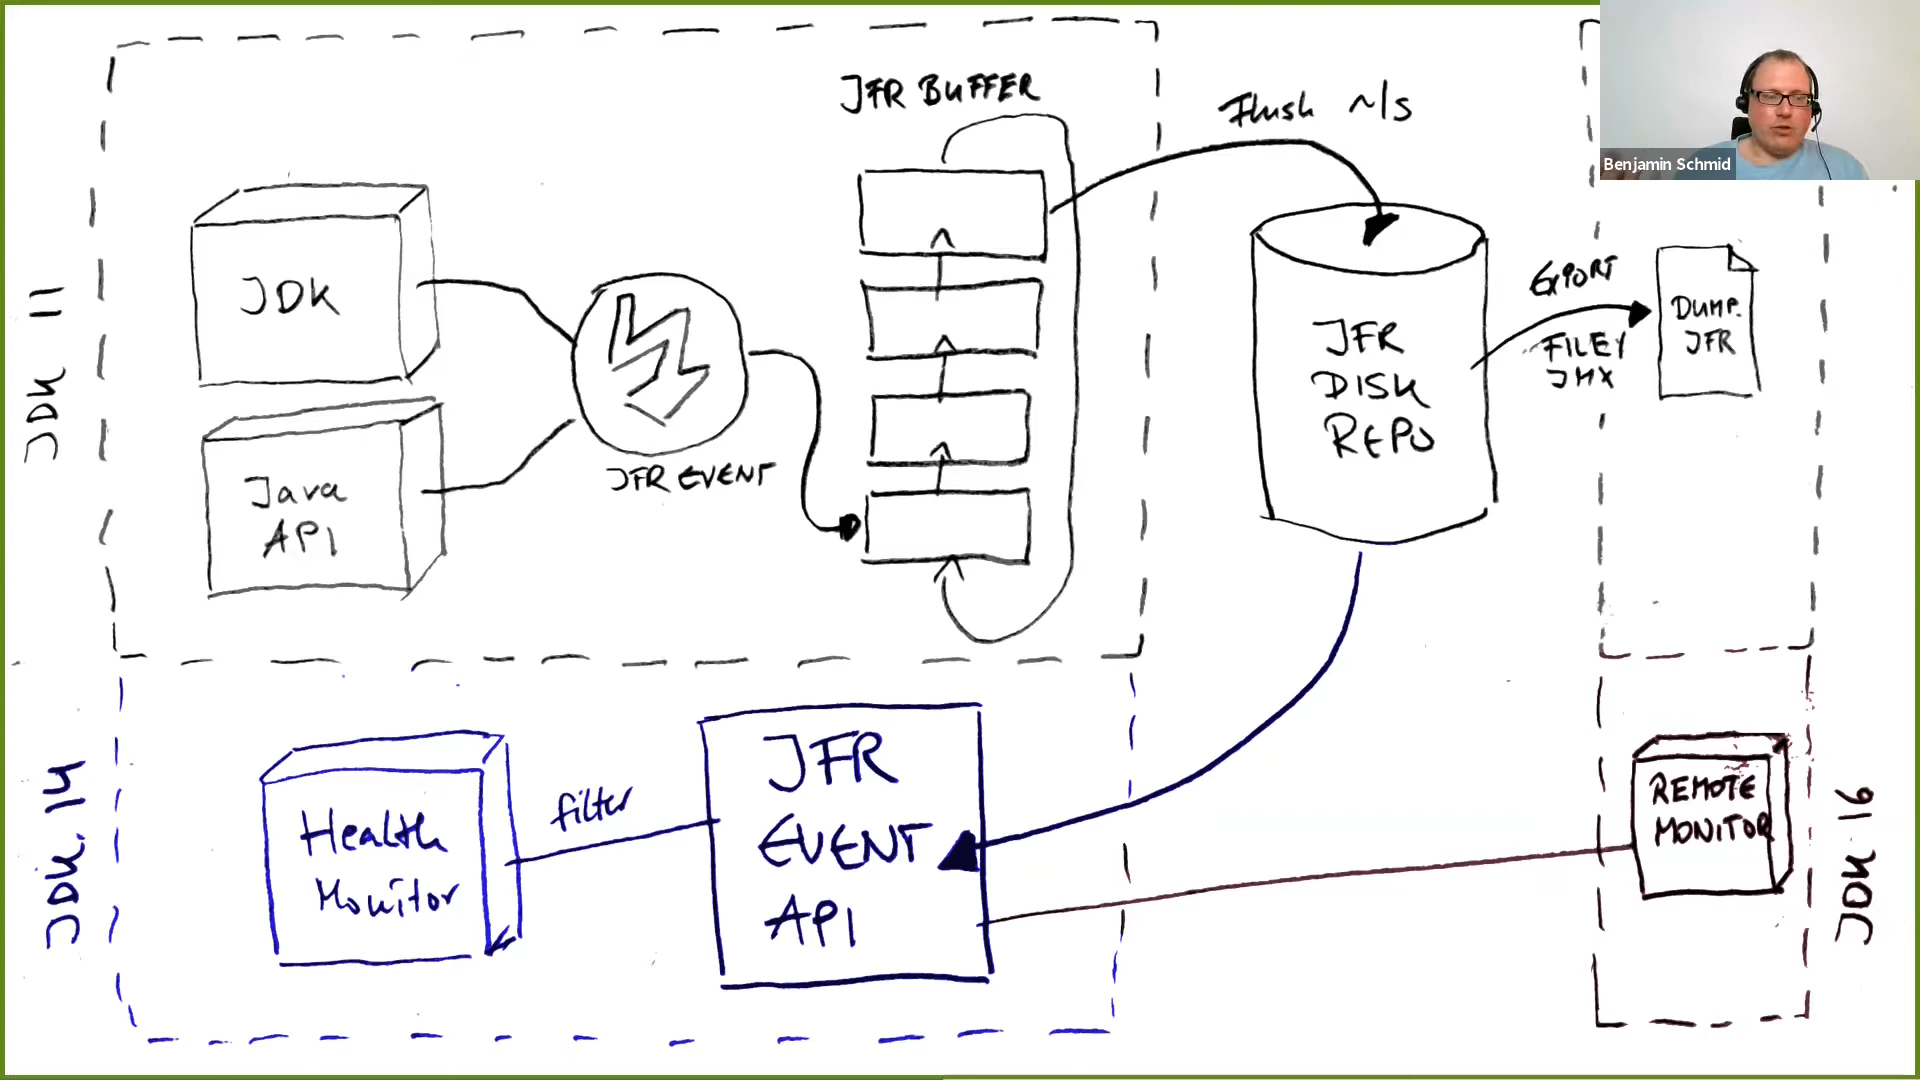 JFR BUFFER
Flush ~1s
Benjamin Schmid
JDK 11
JDK
Java
API
JFR EVENT
JFR
DISK
REPO
EXPORT
FILE/
JMX
DUMP.
JFR
JDK 14
Health
Monitor
filter
JFR
EVENT
API
REMOTE
MONITOR
JDK 16